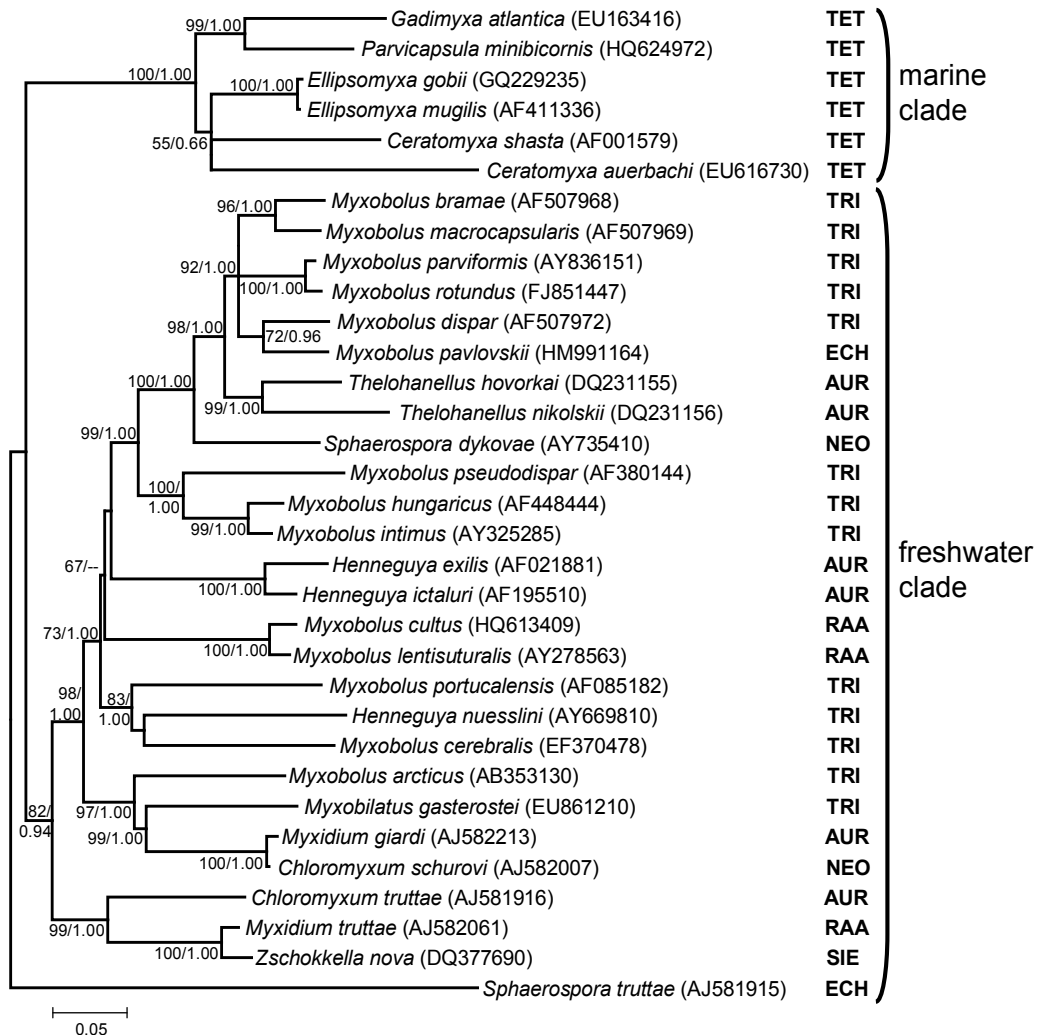 99/1.00
Gadimyxa atlantica (EU163416) TET
Parvicapsula minibicornis (HQ624972) TET
100/1.00
marine
clade
100/1.00
Ellipsomyxa gobii (GQ229235) TET
Ellipsomyxa mugilis (AF411336) TET
55/0.66
Ceratomyxa shasta (AF001579) TET
Ceratomyxa auerbachi (EU616730) TET
96/1.00
Myxobolus bramae (AF507968) TRI
Myxobolus macrocapsularis (AF507969) TRI
92/1.00
Myxobolus parviformis (AY836151) TRI
100/1.00
Myxobolus rotundus (FJ851447) TRI
98/1.00
Myxobolus dispar (AF507972) TRI
72/0.96
Myxobolus pavlovskii (HM991164) ECH
100/1.00
Thelohanellus hovorkai (DQ231155) AUR
99/1.00
Thelohanellus nikolskii (DQ231156) AUR
99/1.00
Sphaerospora dykovae (AY735410) NEO
Myxobolus pseudodispar (AF380144) TRI
100/
1.00
Myxobolus hungaricus (AF448444) TRI
99/1.00
Myxobolus intimus (AY325285) TRI
freshwater
clade
67/--
Henneguya exilis (AF021881) AUR
100/1.00
Henneguya ictaluri (AF195510) AUR
73/1.00
Myxobolus cultus (HQ613409) RAA
100/1.00
Myxobolus lentisuturalis (AY278563) RAA
98/
1.00
Myxobolus portucalensis (AF085182) TRI
83/
1.00
Henneguya nuesslini (AY669810) TRI
Myxobolus cerebralis (EF370478) TRI
Myxobolus arcticus (AB353130) TRI
97/1.00
Myxobilatus gasterostei (EU861210) TRI
82/
0.94
99/1.00
Myxidium giardi (AJ582213) AUR
100/1.00
Chloromyxum schurovi (AJ582007) NEO
Chloromyxum truttae (AJ581916) AUR
99/1.00
Myxidium truttae (AJ582061) RAA
100/1.00
Zschokkella nova (DQ377690) SIE
Sphaerospora truttae (AJ581915) ECH
0.05